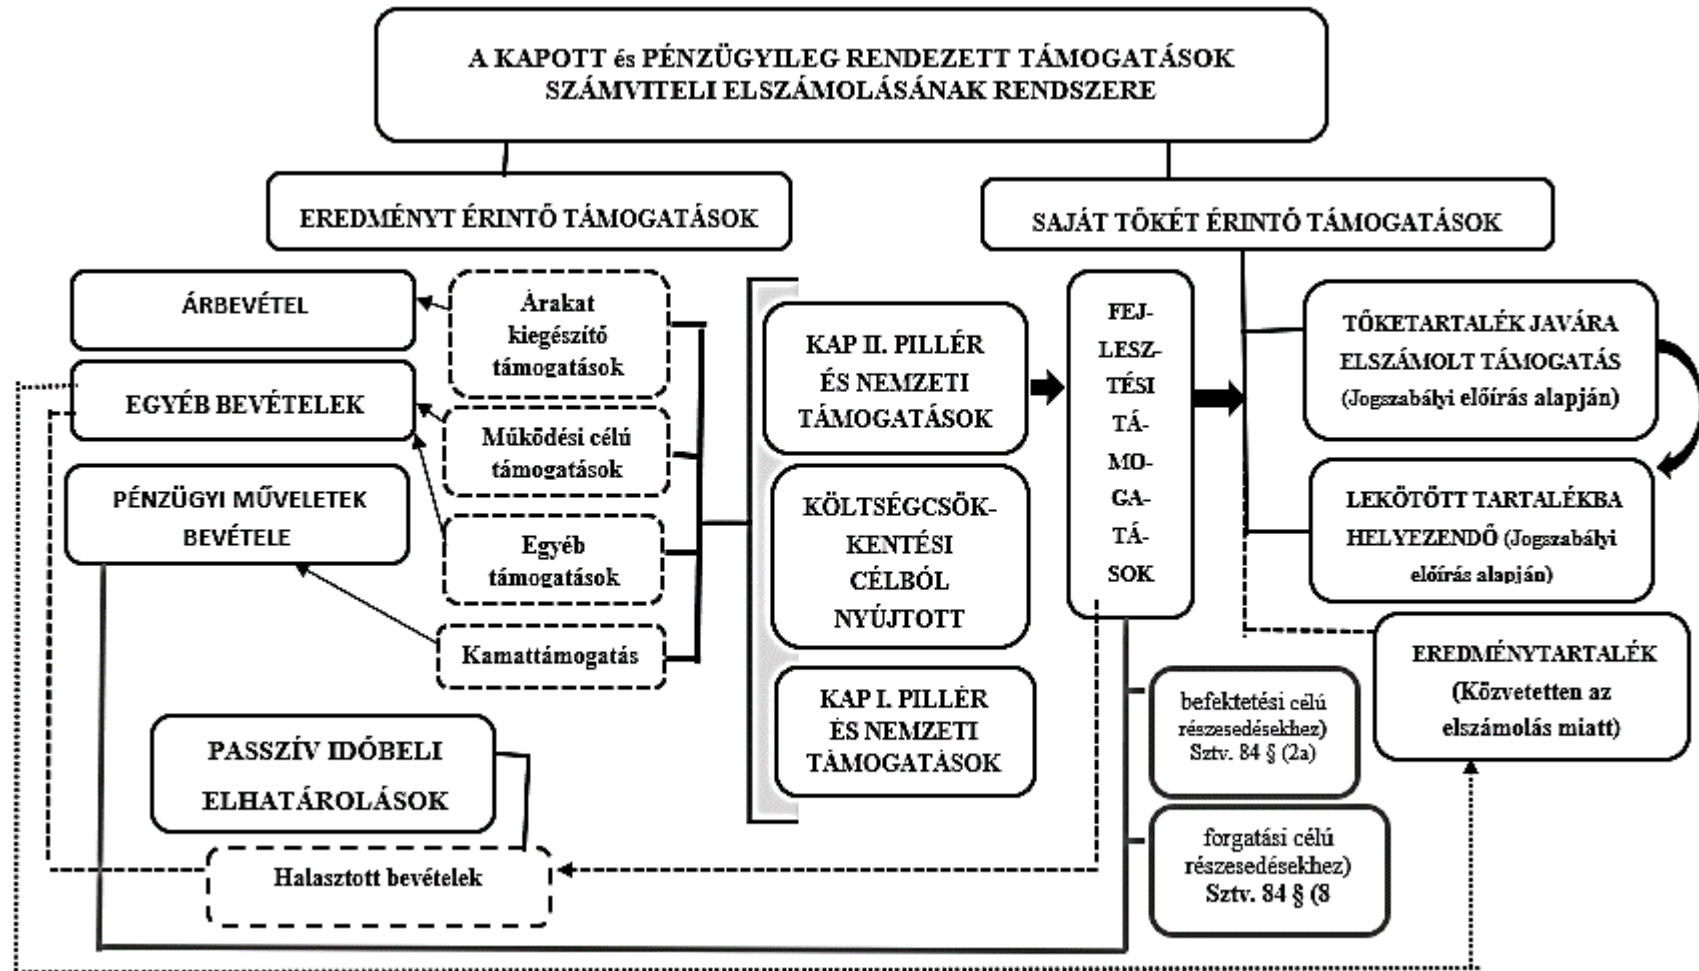 A KAPOTT és PÉNZÜGYILEG RENDEZETT TÁMOGATÁSOK
SZÁMVITELI ELSZÁMOLÁSÁNAK RENDSZERE
EREDMÉNYT ÉRINTŐ TÁMOGATÁSOK
SAJÁT TŐKÉT ÉRINTŐ TÁMOGATÁSOK
ÁRBEVÉTEL
EGYÉB BEVÉTELEK
PÉNZÜGYI MŰVELETEK
BEVÉTELE
Árakat
kiegészítő
támogatások
Működési célú
támogatások
Egyéb
támogatások
Kamattámogatás
PASSZÍV IDŐBELI
ELHATÁROLÁSOK
Halasztott bevételek
KAP II. PILLÉR
ÉS NEMZETI
TÁMOGATÁSOK
KÖLTSÉGCSÖK-
KENTÉSI
CÉLBÓL
NYÚJTOTT
KAP I. PILLÉR
ÉS NEMZETI
TÁMOGATÁSOK
FEJ-
LESZ-
TÉSI
TÁ-
MO-
GA-
TÁ-
SOK
TŐKETARTALÉK JAVÁRA
ELSZÁMOLT TÁMOGATÁS
(Jogszabályi előírás alapján)
LEKÖTÖTT TARTALÉKBA
HELYEZENDŐ (Jogszabályi
előírás alapján)
EREDMÉNYTARTALÉK
(Közvetetten az
elszámolás miatt)
befektetési célú
részesedésekhez)
Sztv. 84 § (2a)
forgatási célú
részesedésekhez)
Sztv. 84 § (8